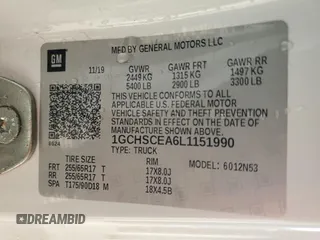 GM
MFD BY GENERAL MOTORS LLC
11/19
GVWR GAWR FRT GAWR RR
2449 KG 1315 KG 1497 KG
5400 LB 2900 LB 3300 LB
THIS VEHICLE CONFORMS TO ALL
APPLICABLE U.S. FEDERAL MOTOR
VEHICLE SAFETY AND THEFT PREVENTION
STANDARDS IN EFFECT ON THE DATE OF
MANUFACTURE SHOWN ABOVE.
1GCHSCEA6L1151990
TYPE: TRUCK
MODEL: 6012N53
RIM
FRT 255/65R17 T 17X8.0J
RR 255/65R17 T 17X8.0J
SPA T175/90D18 M 18X4.5B
DREAMBID